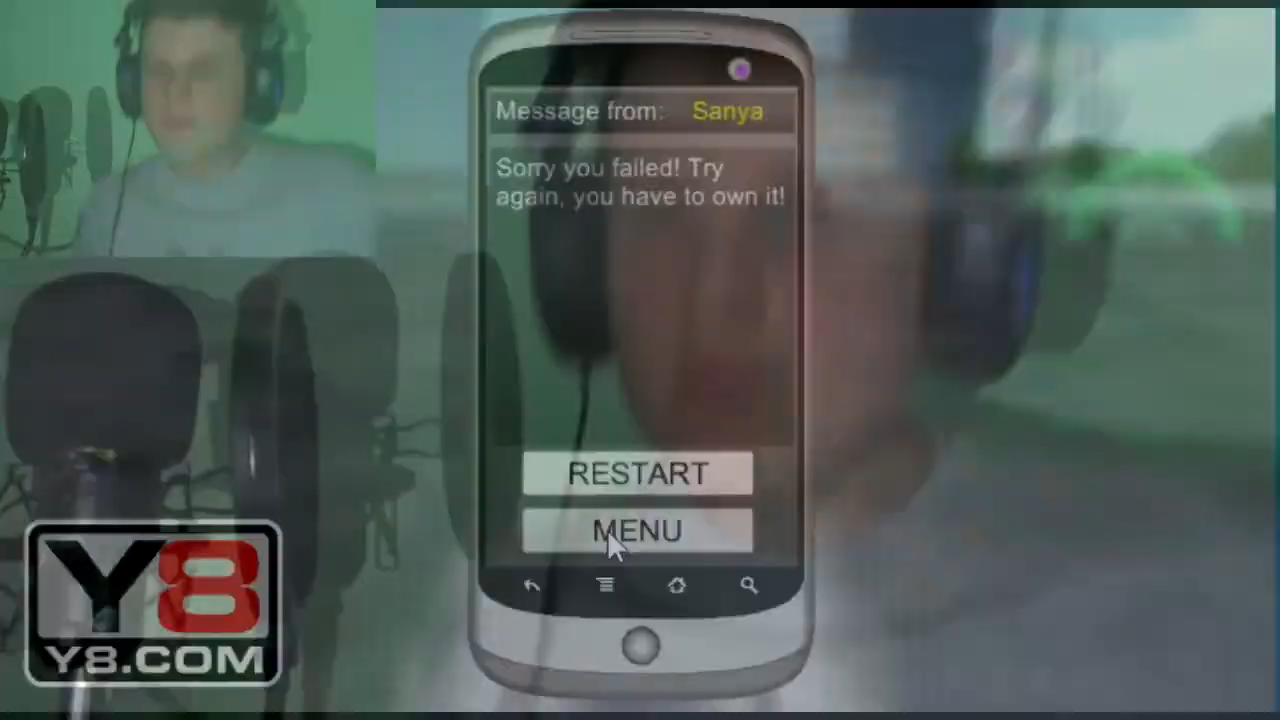 Message from: Sanya
Sorry you failed! Try
again, you have to own it!
RESTART
MENU
Y8
Y8.COM